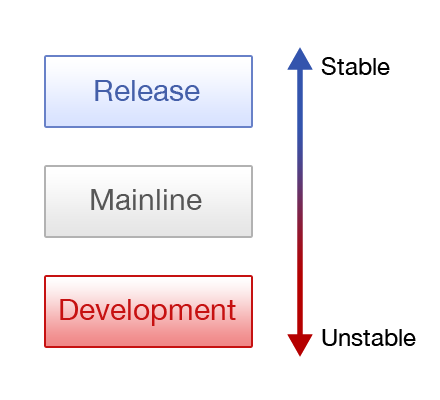 Release
Stable
Mainline
Development
Unstable